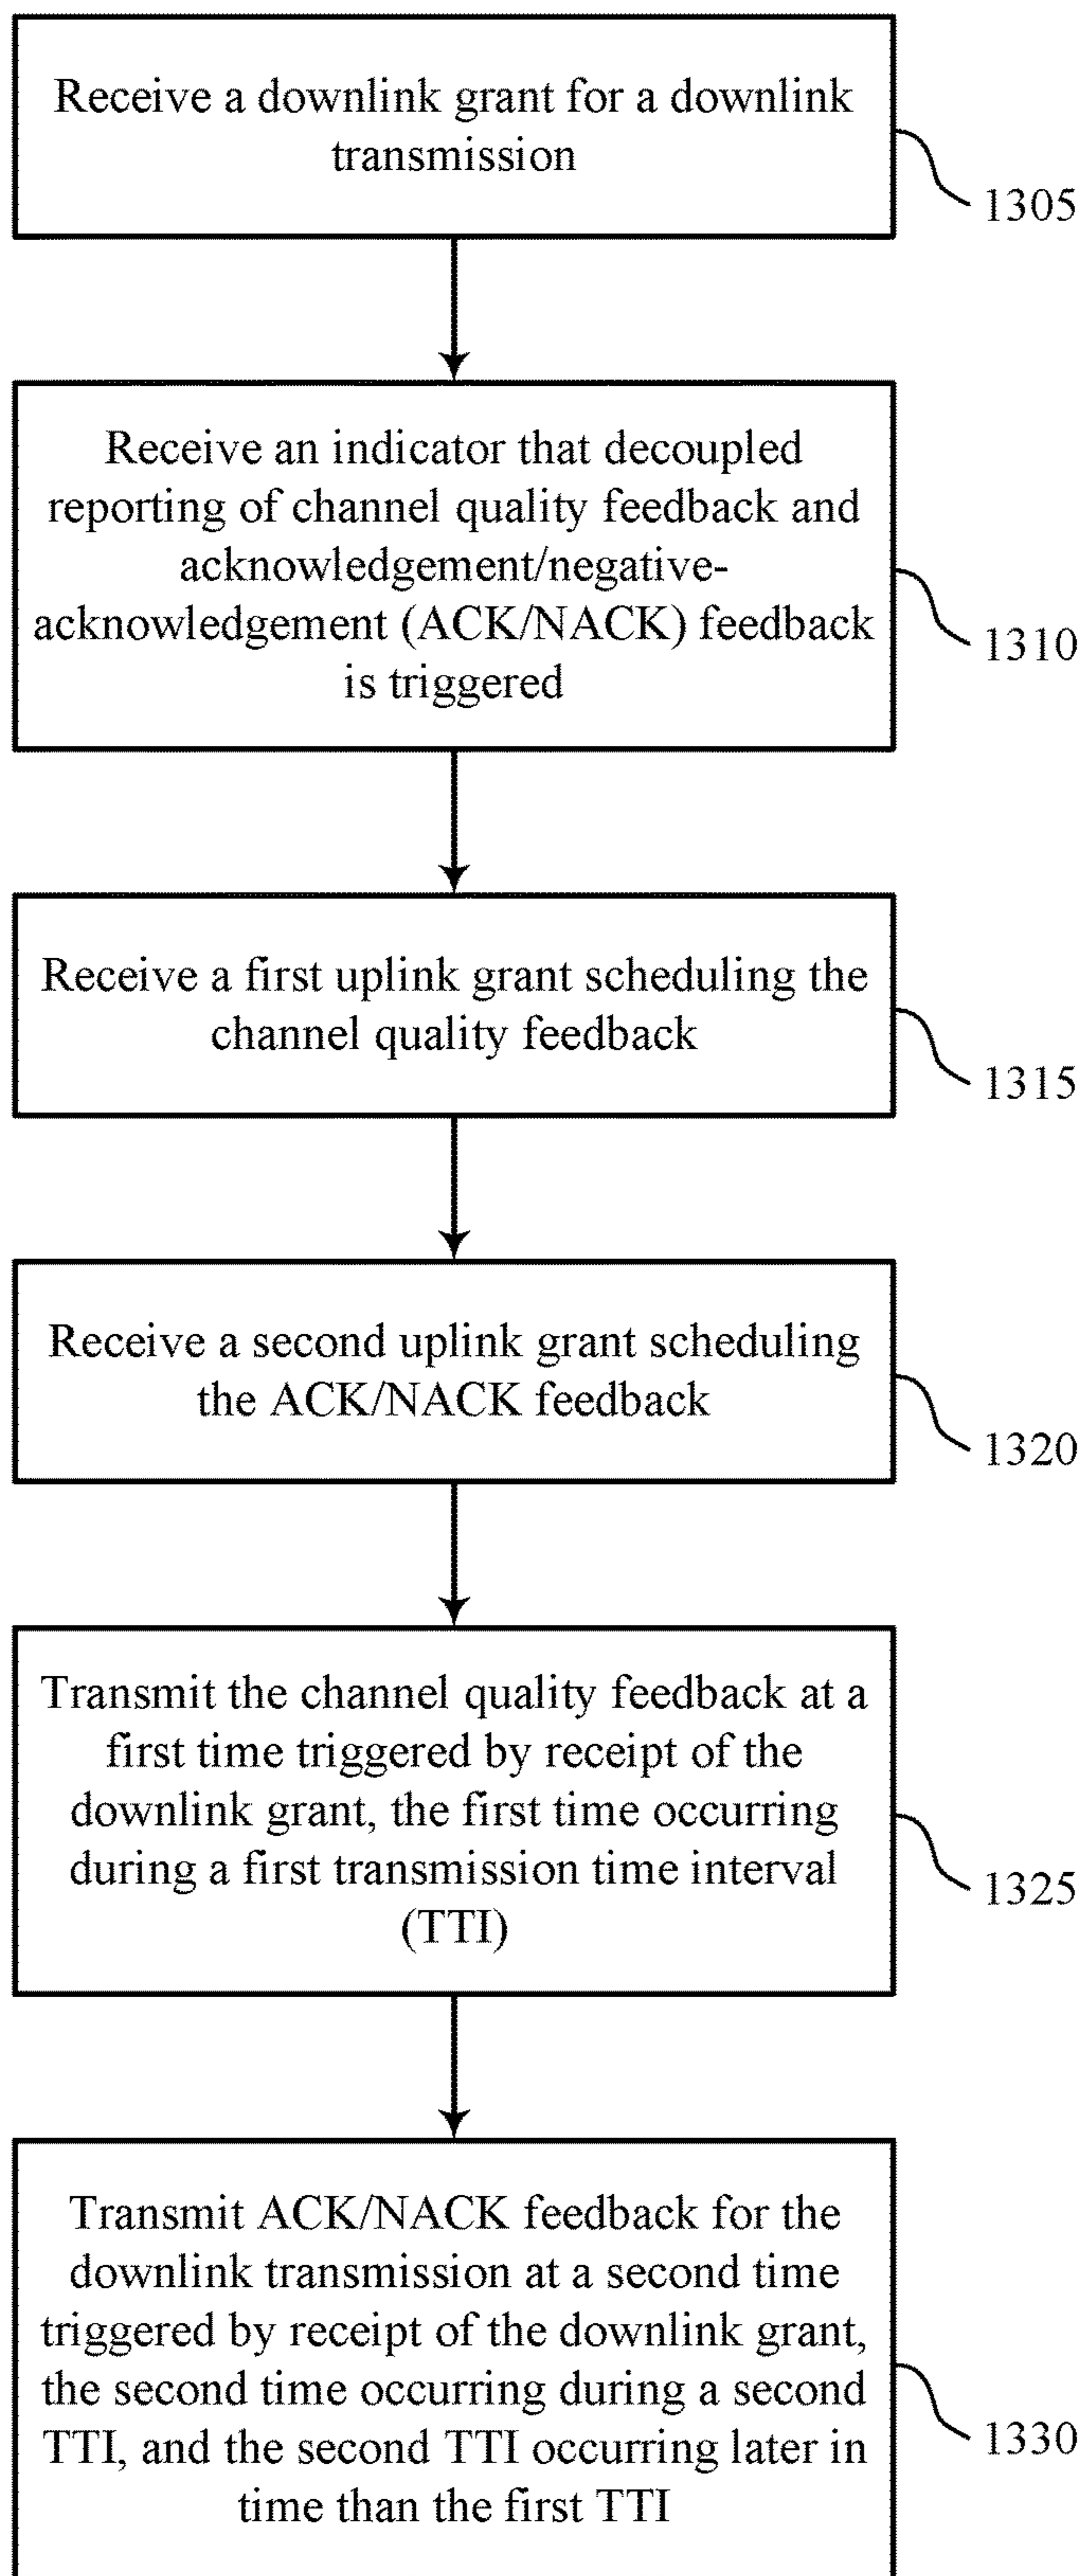 Receive a downlink grant for a downlink
transmission
1305
Receive an indicator that decoupled
reporting of channel quality feedback and
acknowledgement/negative-
acknowledgement (ACK/NACK) feedback
is triggered
1310
Receive a first uplink grant scheduling the
channel quality feedback
1315
Receive a second uplink grant scheduling
the ACK/NACK feedback
1320
Transmit the channel quality feedback at a
first time triggered by receipt of the
downlink grant, the first time occurring
during a first transmission time interval
(TTI)
1325
Transmit ACK/NACK feedback for the
downlink transmission at a second time
triggered by receipt of the downlink grant,
the second time occurring during a second
TTI, and the second TTI occurring later in
time than the first TTI
1330